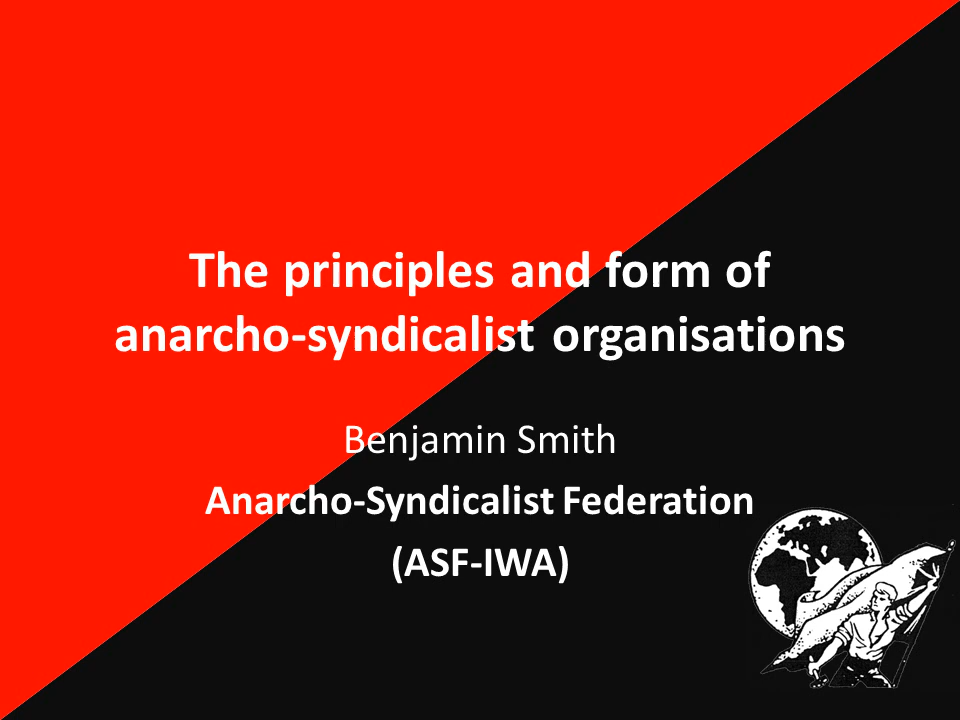 The principles and form of
anarcho-syndicalist organisations
Benjamin Smith
Anarcho-Syndicalist Federation
(ASF-IWA)